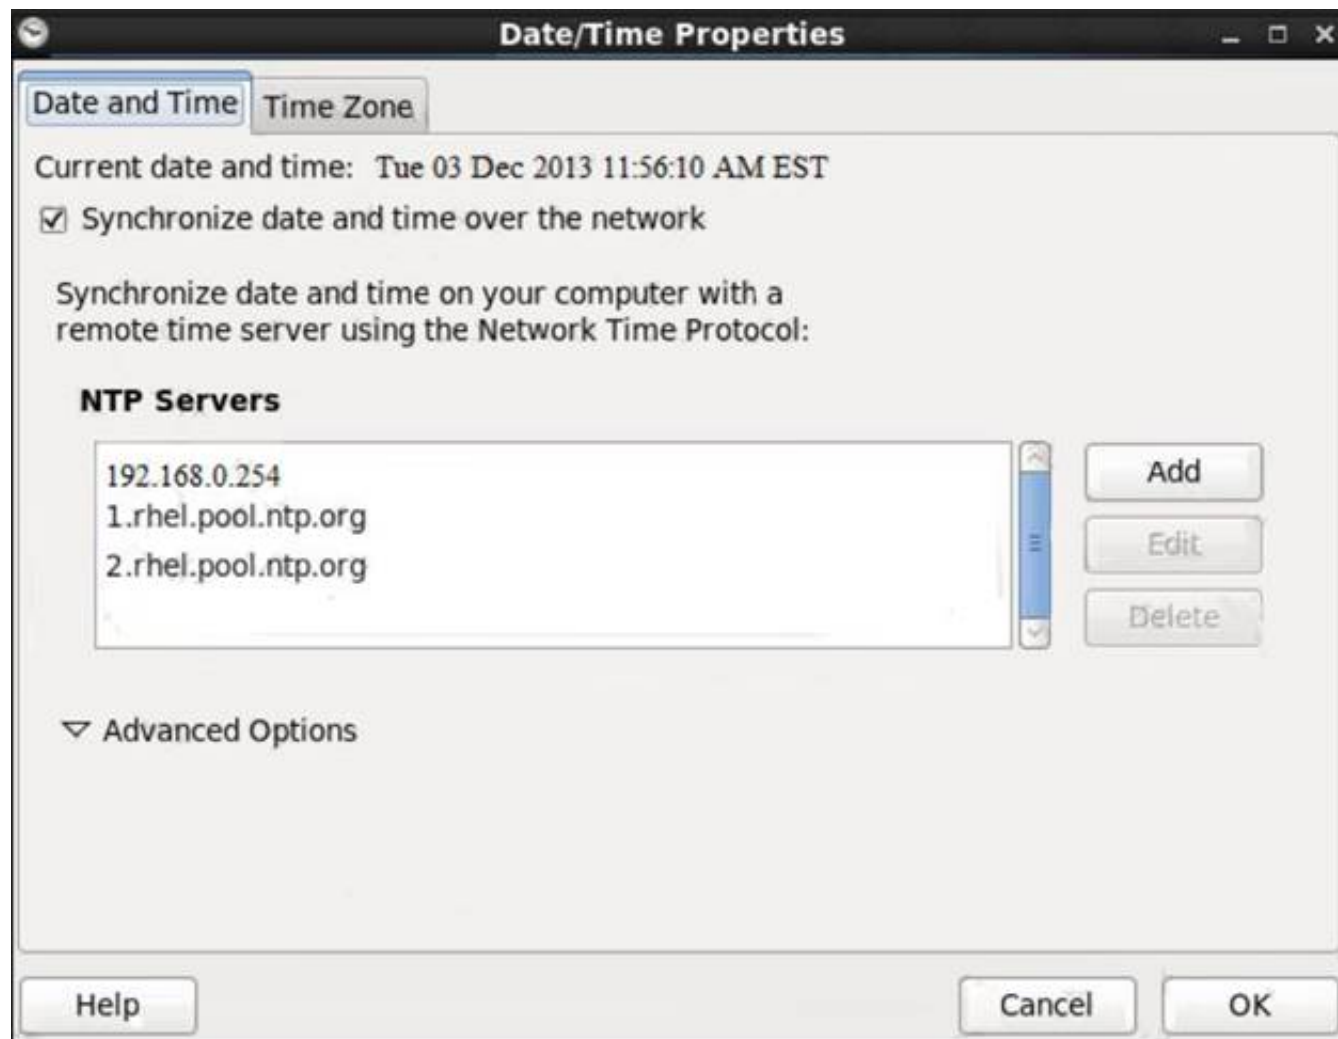 Date/Time Properties
Date and Time
Time Zone
Current date and time: Tue 03 Dec 2013 11:56:10 AM EST
Synchronize date and time over the network
Synchronize date and time on your computer with a
remote time server using the Network Time Protocol:
NTP Servers
192.168.0.254
1.rhel.pool.ntp.org
2.rhel.pool.ntp.org
Add
Edit
Delete
Advanced Options
Help
Cancel
OK